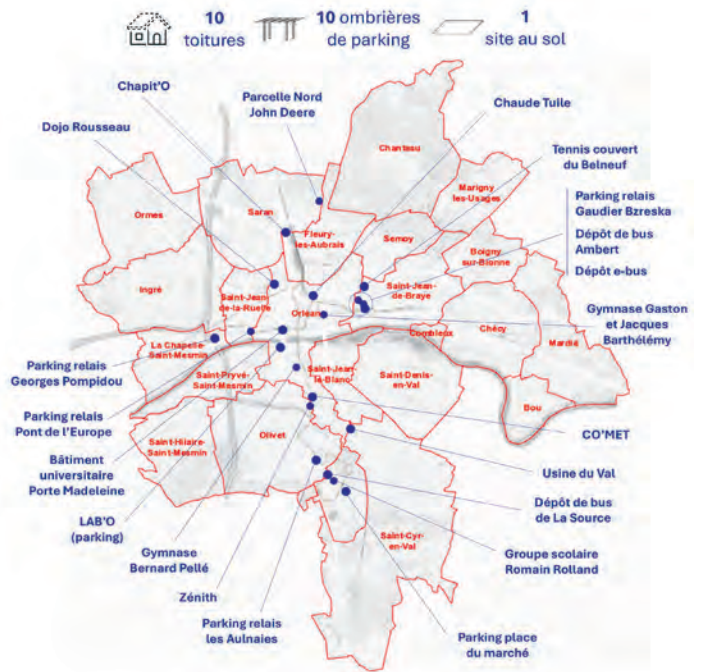 10
toitures
10 ombrières
de parking
1
site au sol
Chapit'O
Parcelle Nord
John Deere
Chaude Tuile
Dojo Rousseau
Tennis couvert
du Belneuf
Parking relais
Gaudier Bzreska
Dépôt de bus
Ambert
Dépôt e-bus
Gymnase Gaston
et Jacques
Barthélémy
Chanteau
Marigny
les-Usages
Ormes
Saran
Fleury-
les-Aubrais
Semoy
Boigny
sur-Bionne
Ingré
Saint-Jean-
de-la-Ruelle
Orléans
Saint-Jean-
de-Braye
Combleux
Chécy
Mardié
La Chapelle-
Saint-Mesmin
Saint-Pryvé-
Saint-Mesmin
Saint-Jean-
le-Blanc
Saint-Denis-
en-Val
Bou
Saint-Hilaire-
Saint-Mesmin
Olivet
Saint-Cyr-
en-Val
Parking relais
Georges Pompidou
Parking relais
Pont de l'Europe
Bâtiment
universitaire
Porte Madeleine
LAB'O
(parking)
Gymnase
Bernard Pellé
Zénith
Parking relais
les Aulnaies
CO'MET
Usine du Val
Dépôt de bus
de La Source
Groupe scolaire
Romain Rolland
Parking place
du marché